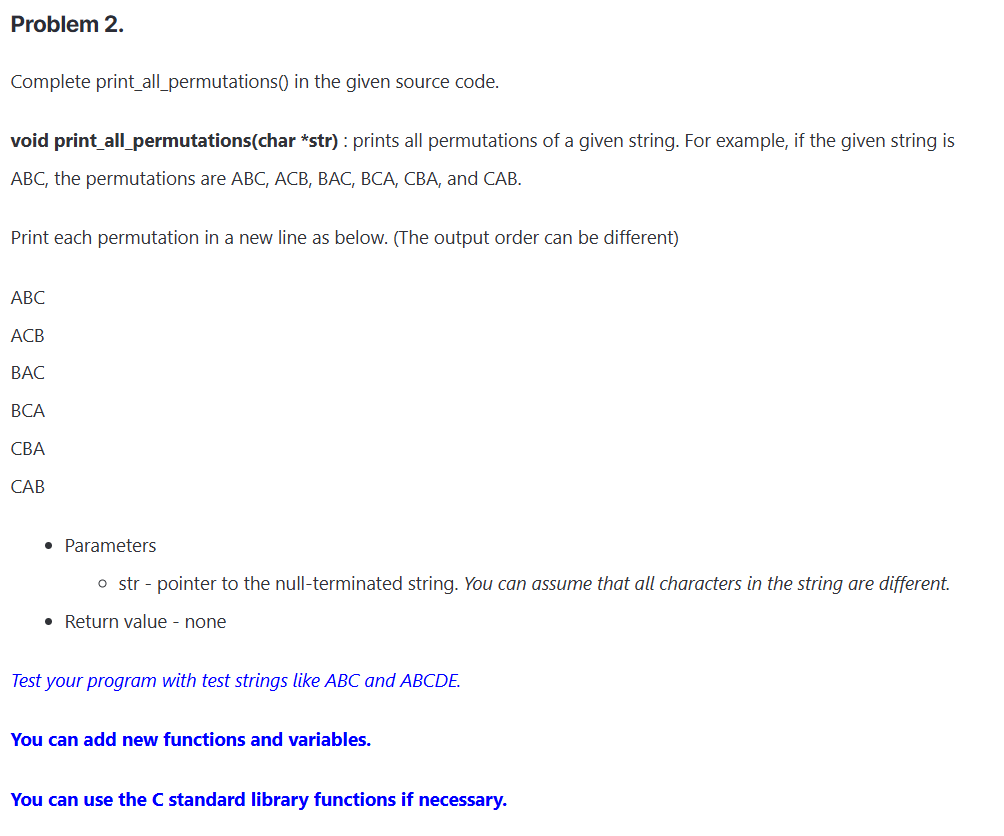 Problem 2.
Complete print_all_permutations() in the given source code.
void print_all_permutations(char *str) : prints all permutations of a given string. For example, if the given string is
ABC, the permutations are ABC, ACB, BAC, BCA, CBA, and CAB.
Print each permutation in a new line as below. (The output order can be different)
ABC
ACB
BAC
BCA
CBA
CAB
• Parameters
○ str - pointer to the null-terminated string. You can assume that all characters in the string are different.
• Return value - none
Test your program with test strings like ABC and ABCDE.
You can add new functions and variables.
You can use the C standard library functions if necessary.